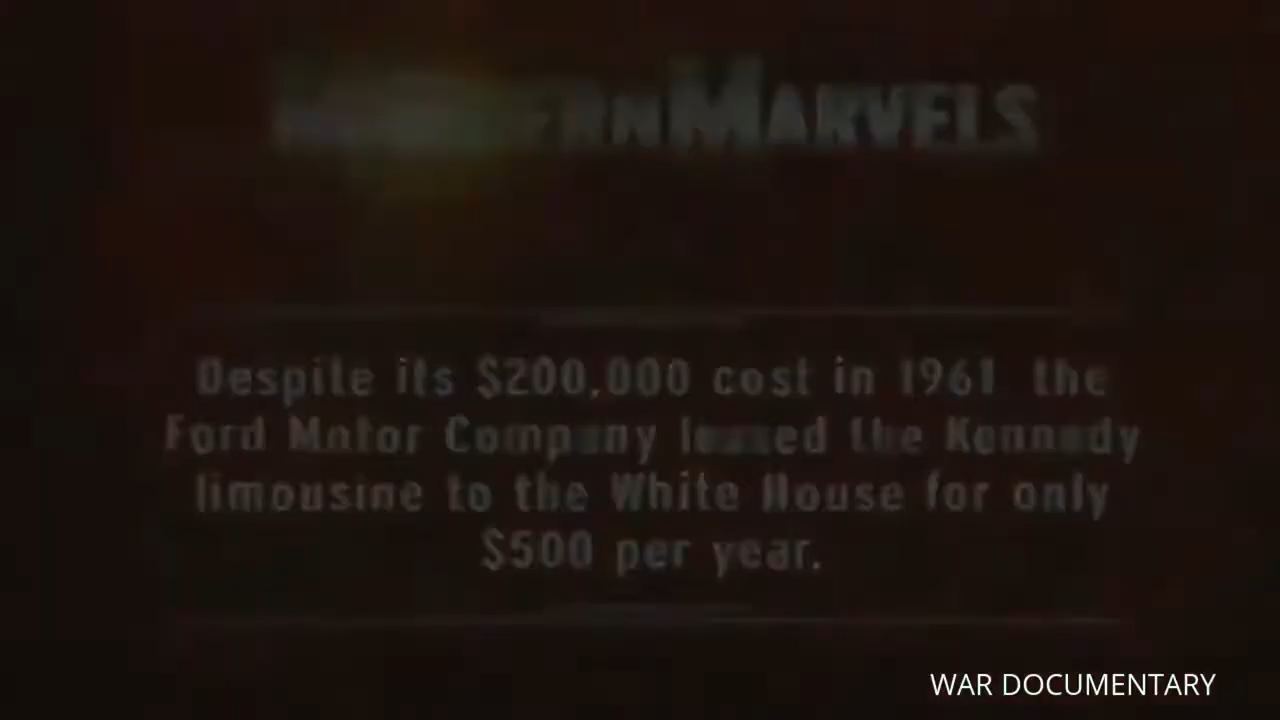 MODERN MARVELS
Despite its $200,000 cost in 1961 the
Ford Motor Company leased the Kennedy
limousine to the White House for only
$500 per year.
WAR DOCUMENTARY